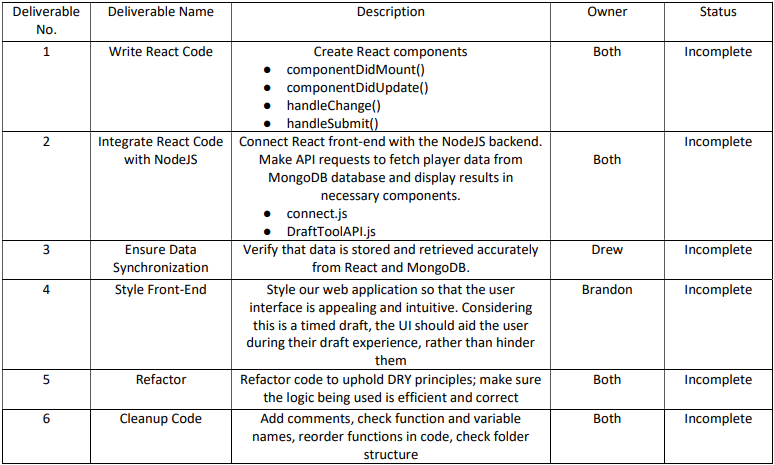 Deliverable No. Deliverable Name Description Owner Status
1 Write React Code Create React components Both Incomplete
● componentDidMount()
● componentDidUpdate()
● handleChange()
● handleSubmit()
2 Integrate React Code with NodeJS Connect React front-end with the NodeJS backend. Incomplete
Make API requests to fetch player data from Both
MongoDB database and display results in
necessary components.
● connect.js
● DraftToolAPI.js
3 Ensure Data Verify that data is stored and retrieved accurately Drew Incomplete
Synchronization from React and MongoDB.
4 Style Front-End Style our web application so that the user Brandon Incomplete
interface is appealing and intuitive. Considering
this is a timed draft, the UI should aid the user
during their draft experience, rather than hinder
them
5 Refactor Refactor code to uphold DRY principles; make sure Both Incomplete
the logic being used is efficient and correct
6 Cleanup Code Add comments, check function and variable Both Incomplete
names, reorder functions in code, check folder
structure